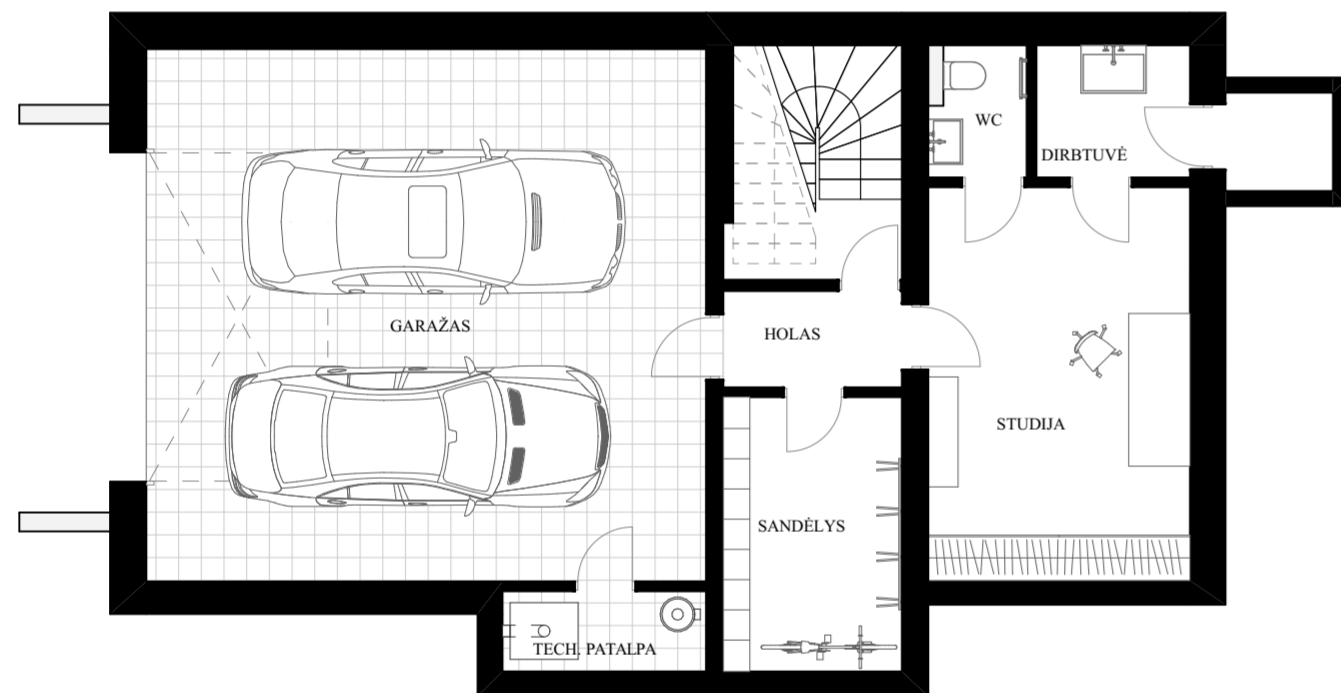 WC
DIRBTUVĖ
GARAŽAS
HOLAS
STUDIJA
SANDĖLYS
TECH. PATALPA